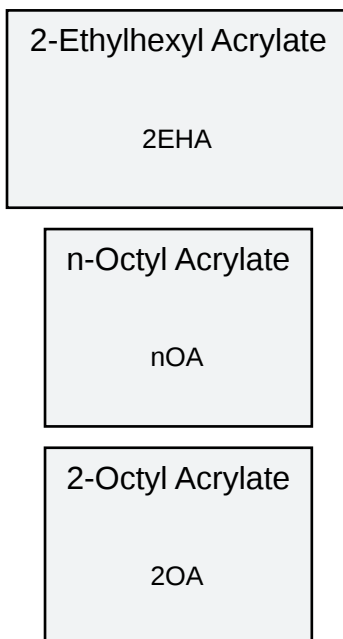 2-Ethylhexyl Acrylate
2EHA
n-Octyl Acrylate
nOA
2-Octyl Acrylate
2OA